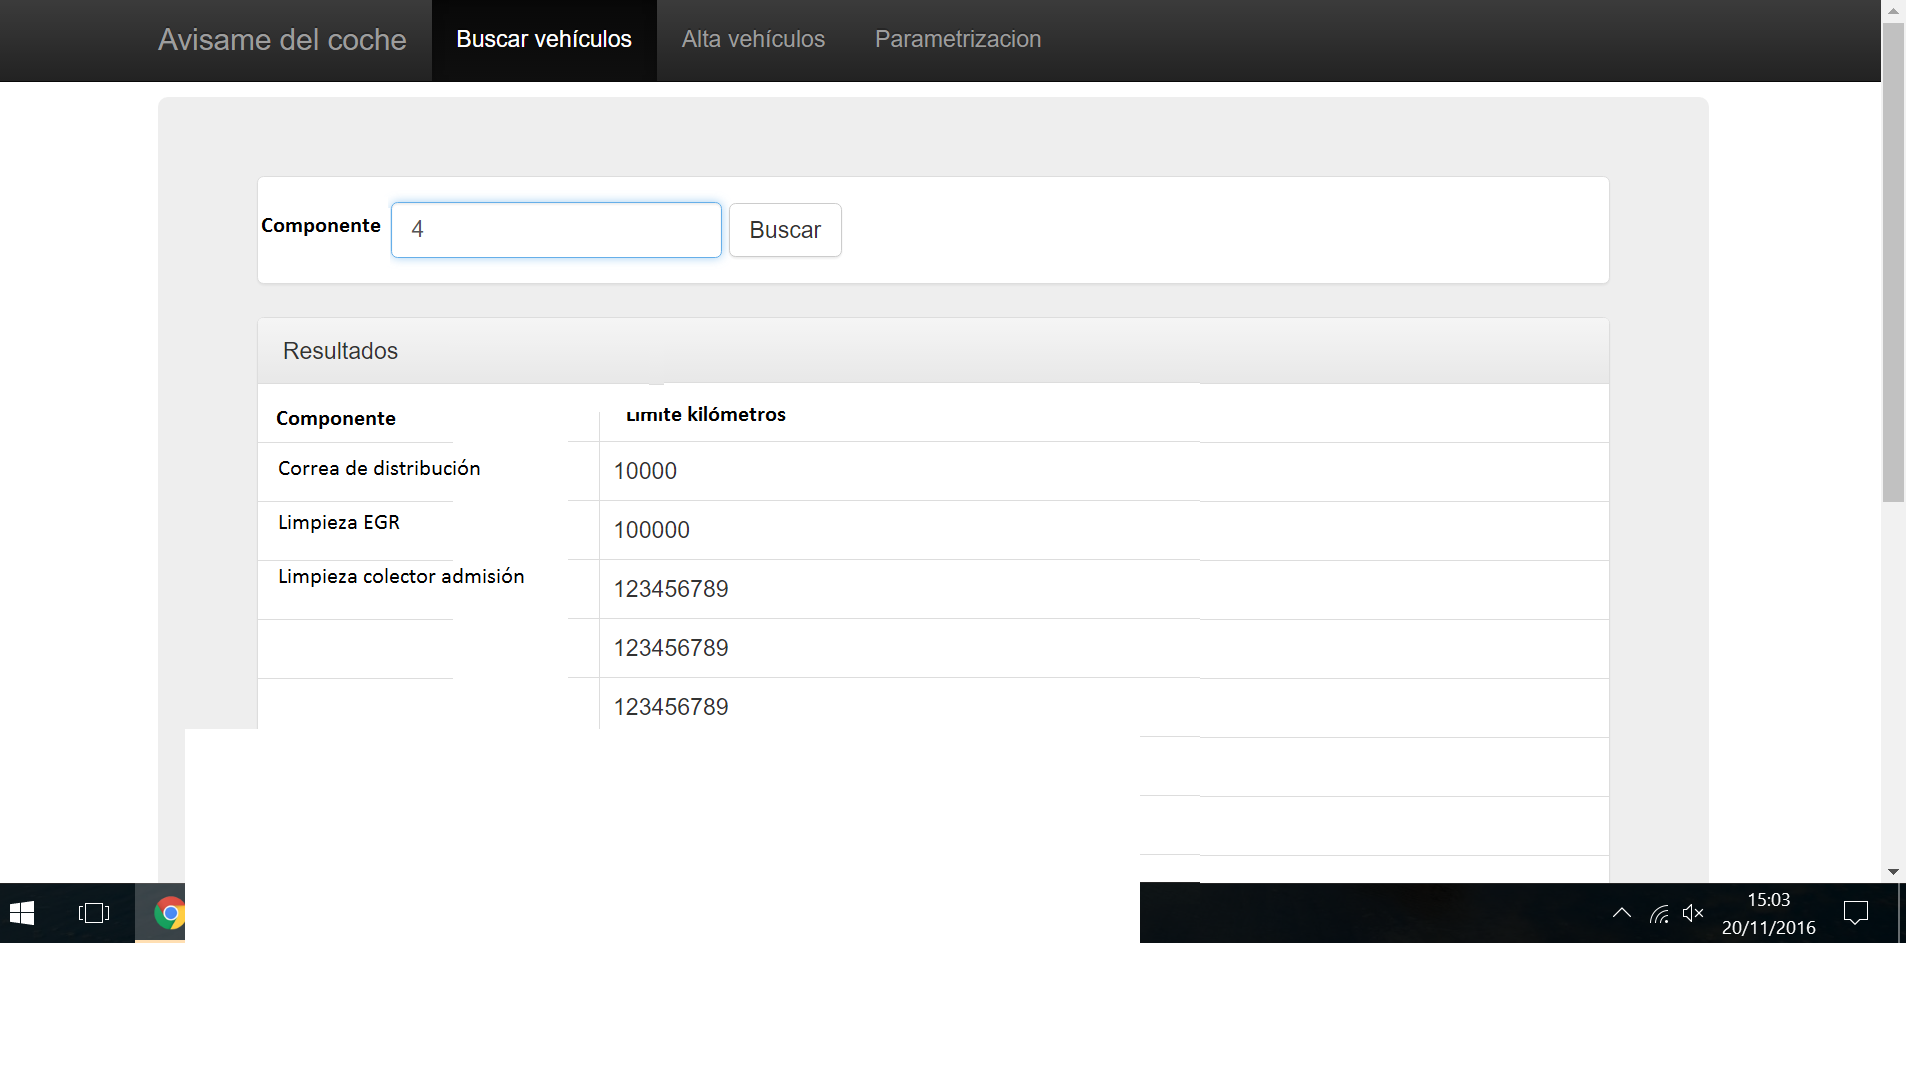 Avisame del coche Buscar vehículos Alta vehículos Parametrizacion
Componente 4 Buscar
Resultados
Componente Límite kilómetros
Correa de distribución 10000
Limpieza EGR 100000
Limpieza colector admisión 123456789
123456789
123456789
15:03
20/11/2016